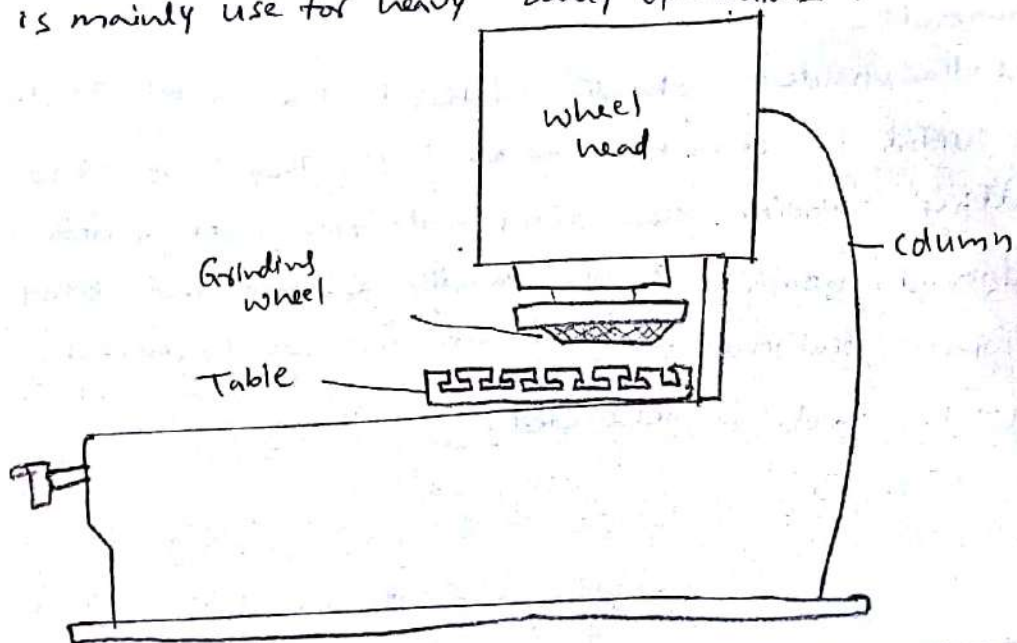 is mainly use for heavy
wheel
head
column
Grinding
wheel
Table